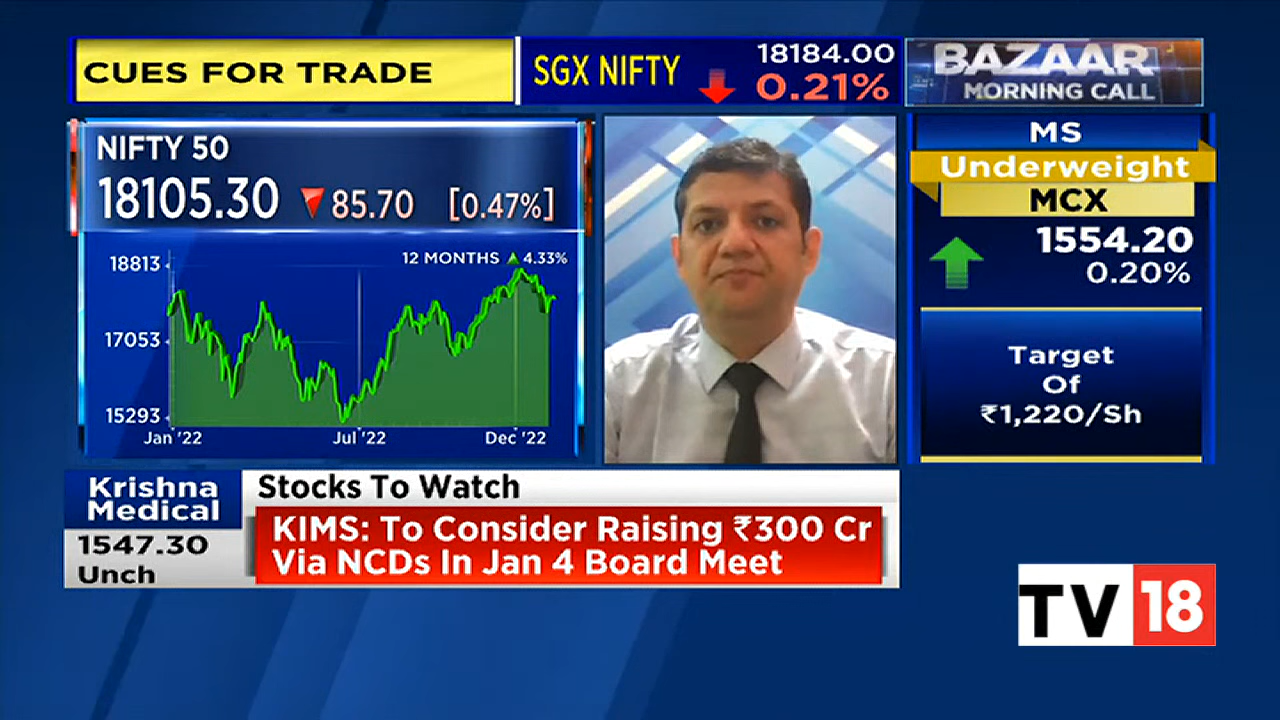 CUES FOR TRADE
SGX NIFTY
18184.00
0.21%
BAZAAR
MORNING CALL
NIFTY 50
18105.30
85.70
[0.47%]
12 MONTHS
4.33%
18813
17053
15293
Jan '22
Jul '22
Dec '22
MS
Underweight
MCX
1554.20
0.20%
Target
Of
₹1,220/Sh
Krishna
Medical
1547.30
Unch
Stocks To Watch
KIMS: To Consider Raising ₹300 Cr
Via NCDs In Jan 4 Board Meet
TV18